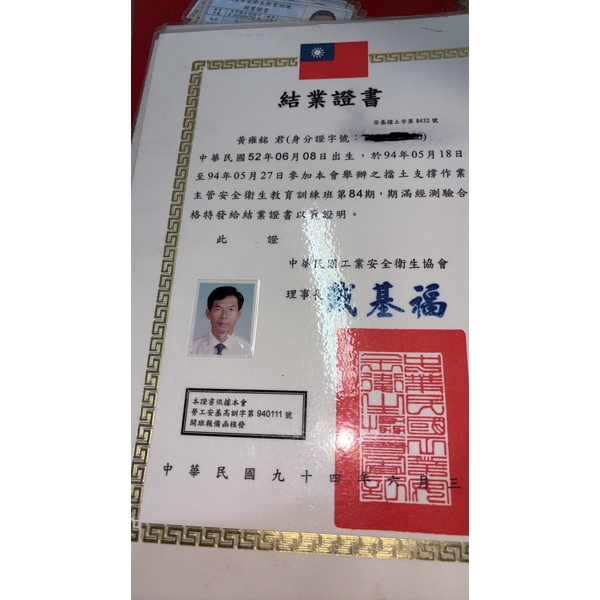 結業證書
結業證書
安基擋土字第 8432 號
黃雍銘 君(身分證字號：
中華民國52年06月08日出生，於94年05月18日
至94年05月27日參加本會舉辦之擋土支撐作業
主管安全衛生教育訓練班第84期，期滿經測驗合
格特發給結業證書以資證明。
此 證
中華民國工業安全衛生協會
理事長 戴基福
本證書依據本會
勞工安基高訓字第 940111 號
開班報備函核發
中華民國九十四年六月三